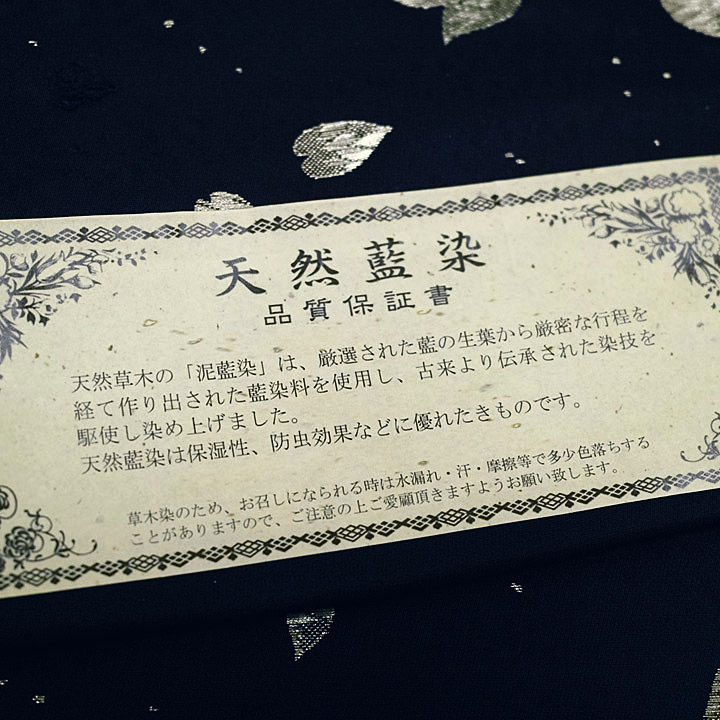 天然藍染
品質保証書
天然草木の「泥藍染」は、厳選された藍の生葉から厳密な行程を
経て作り出された藍染料を使用し、古来より伝承された染技を
駆使し染め上げました。
天然藍染は保湿性、防虫効果などに優れたきものです。
草木染のため、お召しになられる時は水漏れ・汗・摩擦等で多少色落ちする
ことがありますので、ご注意の上ご愛顧頂きますようお願い致します。